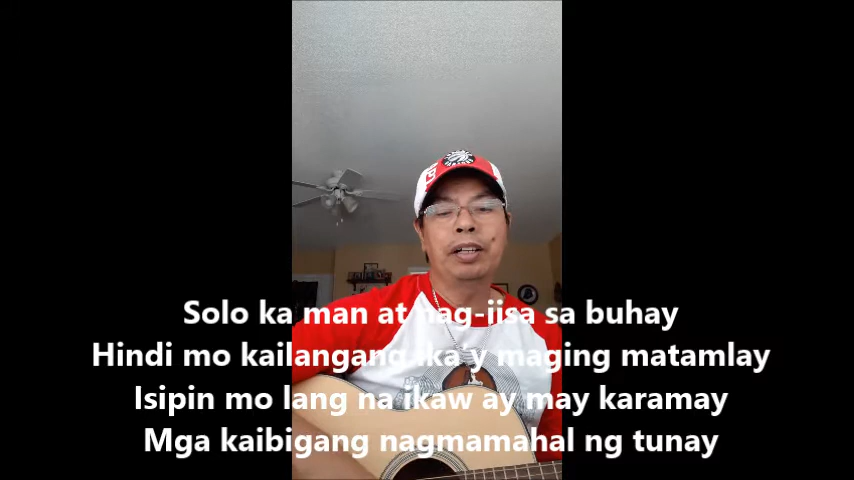 Solo ka man at nag-iisa sa buhay
Hindi mo kailangang ika'y maging matamlay
Isipin mo lang na ikaw ay may karamay
Mga kaibigang nagmamahal ng tunay